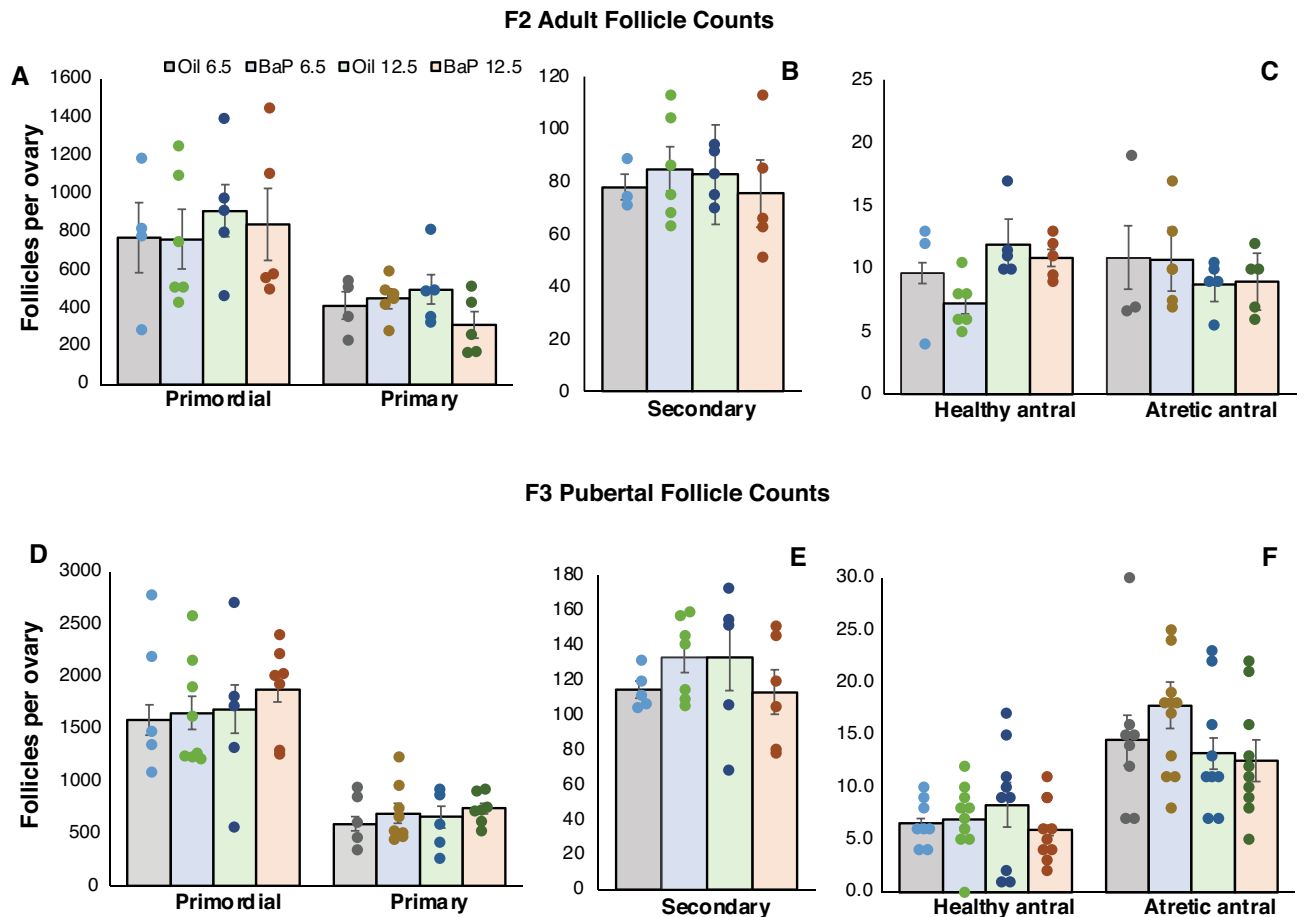 F2 Adult Follicle Counts
A
Oil 6.5 BaP 6.5 Oil 12.5 BaP 12.5
B
C
Follicles per ovary
1600
1400
1200
1000
800
600
400
200
0
Primordial Primary
120
100
80
60
40
20
0
Secondary
25
20
15
10
5
0
Healthy antral Atretic antral
F3 Pubertal Follicle Counts
D
E
F
Follicles per ovary
3000
2500
2000
1500
1000
500
0
Primordial Primary
180
160
140
120
100
80
60
40
20
0
Secondary
30.0
25.0
20.0
15.0
10.0
5.0
0.0
Healthy antral Atretic antral